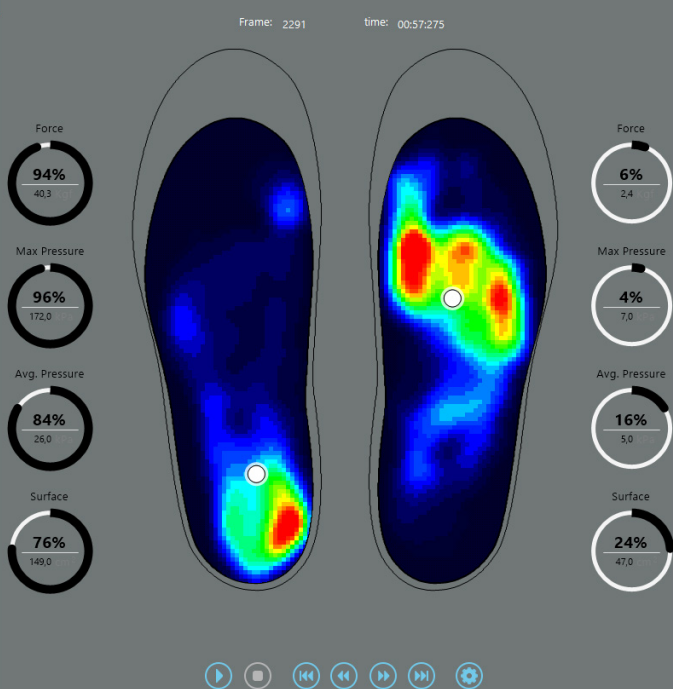 Frame: 2291 time: 00:57:275
Force
94%
40,3
Max Pressure
96%
172,0
Avg. Pressure
84%
26,0
Surface
76%
149,0
Force
6%
2,4
Max Pressure
4%
7,0
Avg. Pressure
16%
5,0
Surface
24%
47,0